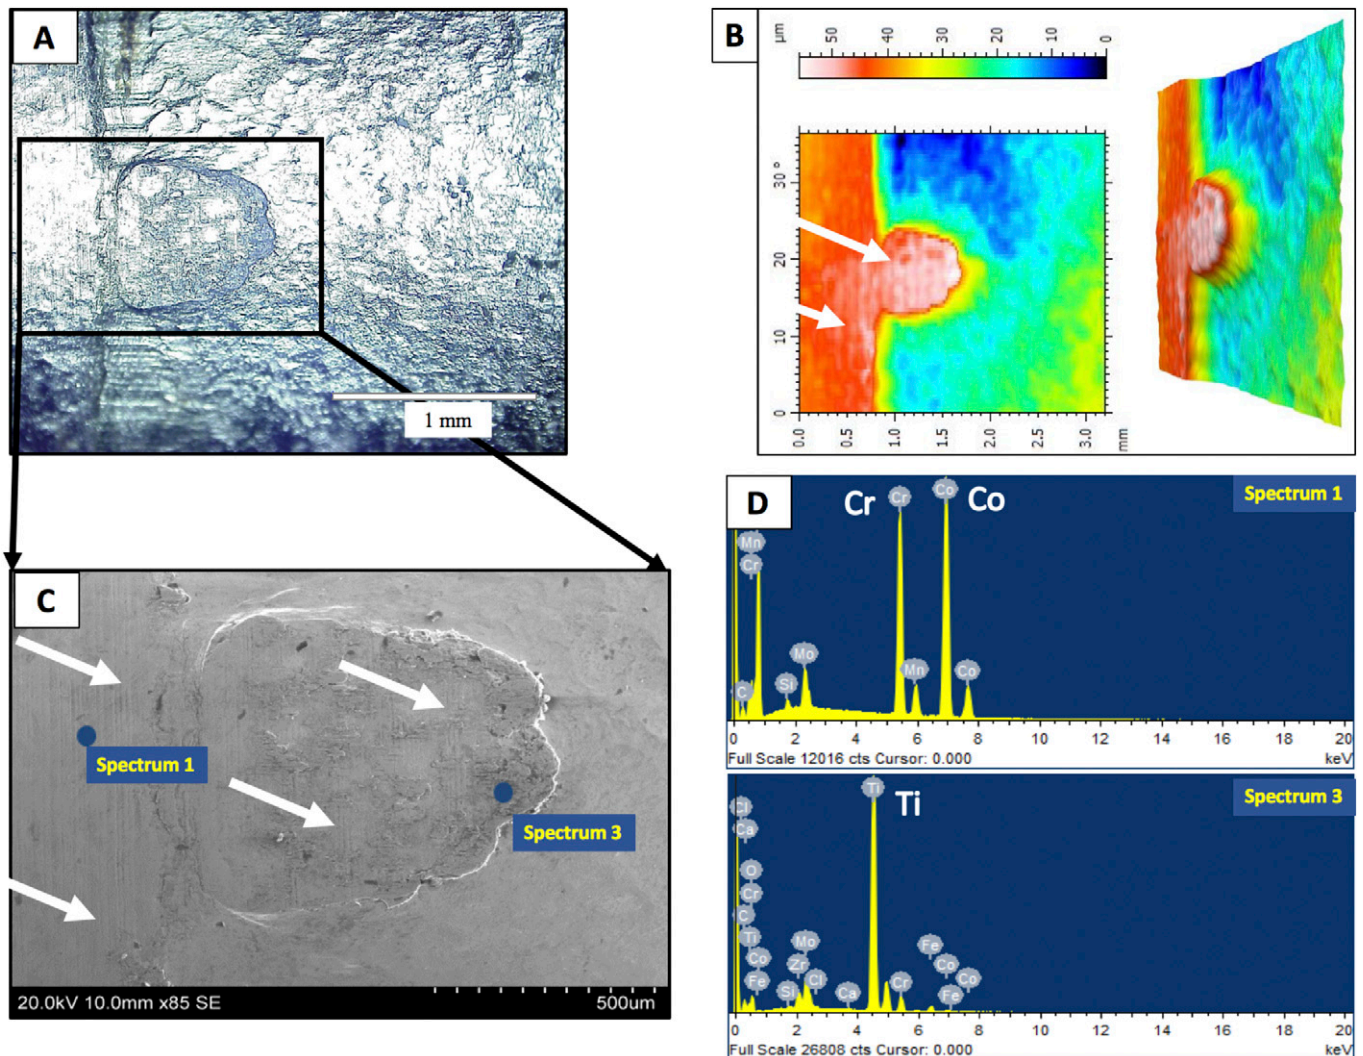 A
1 mm
B
µm
50
40
30
20
10
0
30 °
20
10
0
0.0
0.5
1.0
1.5
2.0
2.5
3.0
mm
C
Spectrum 1
Spectrum 3
20.0kV 10.0mm x85 SE
500um
D
Spectrum 1
Cr
Co
Cr
Co
Mn
Cr
Mo
Si
C
Mn
Co
0 2 4 6 8 10 12 14 16 18 20
Full Scale 12016 cts Cursor: 0.000 keV
Spectrum 3
Ti
Ti
Cl
Ca
O
Cr
C
Ti
Co
Fe
Mo
Zr
Si
Cl
Ca
Cr
Fe
Co
Fe
Co
0 2 4 6 8 10 12 14 16 18 20
Full Scale 26808 cts Cursor: 0.000 keV